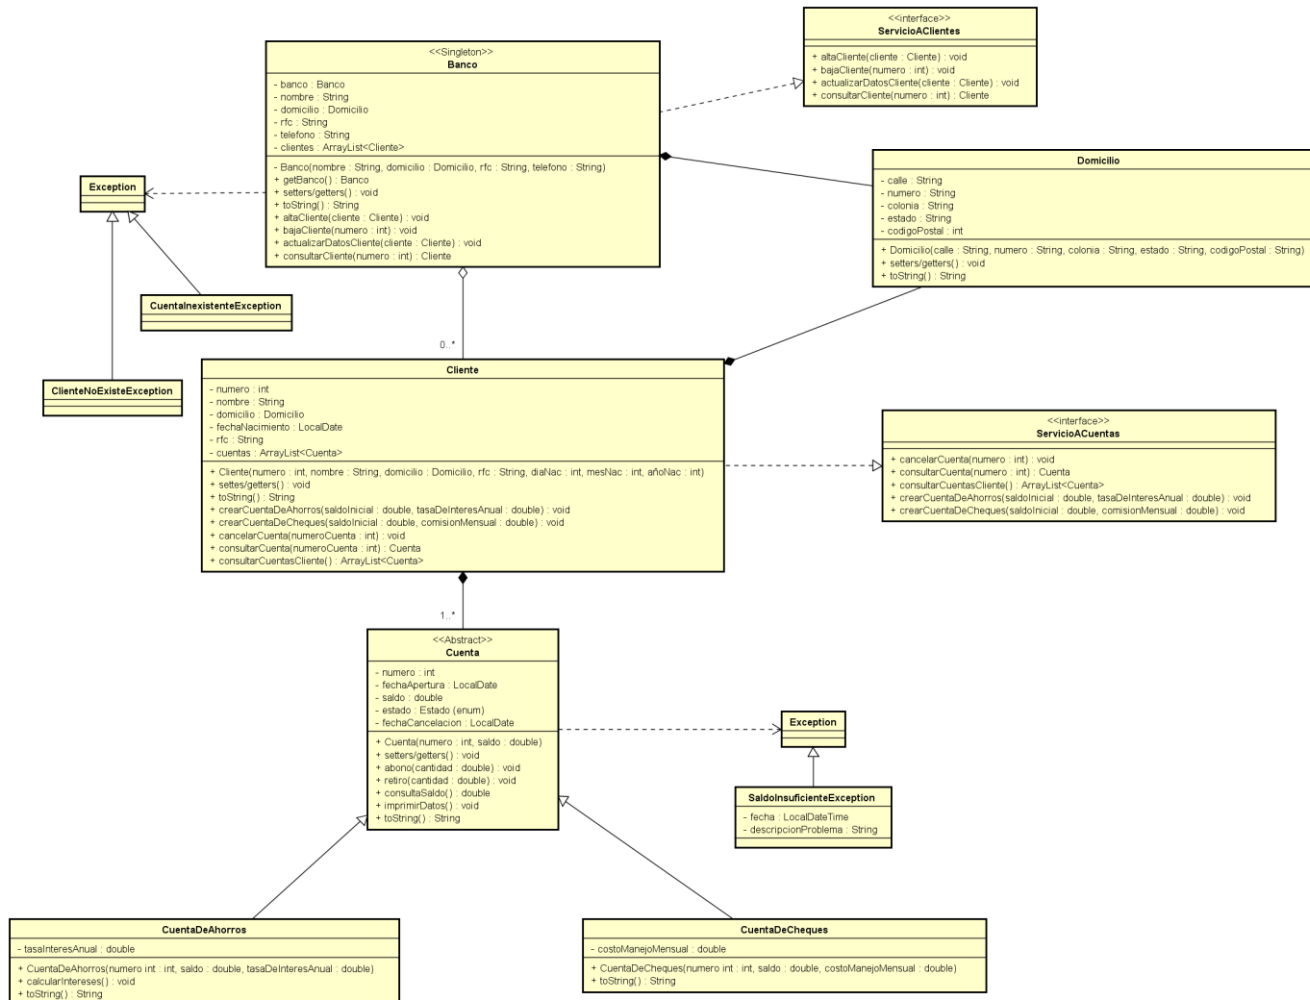 <<interface>>
ServicioAClientes
+ altaCliente(cliente : Cliente) : void
+ bajaCliente(numero : int) : void
+ actualizarDatosCliente(cliente : Cliente) : void
+ consultarCliente(numero : int) : Cliente
<<Singleton>>
Banco
- banco : Banco
- nombre : String
- domicilio : Domicilio
- rfc : String
- telefono : String
- clientes : ArrayList<Cliente>
- Banco(nombre : String, domicilio : Domicilio, rfc : String, telefono : String)
+ getBanco() : Banco
+ setters/getters() : void
+ toString() : String
+ altaCliente(cliente : Cliente) : void
+ bajaCliente(numero : int) : void
+ actualizarDatosCliente(cliente : Cliente) : void
+ consultarCliente(numero : int) : Cliente
Domicilio
- calle : String
- numero : String
- colonia : String
- estado : String
- codigoPostal : int
+ Domicilio(calle : String, numero : String, colonia : String, estado : String, codigoPostal : String)
+ setters/getters() : void
+ toString() : String
Exception
CuentaInexistenteException
ClienteNoExisteException
0..*
Cliente
- numero : int
- nombre : String
- domicilio : Domicilio
- fechaNacimiento : LocalDate
- rfc : String
- cuentas : ArrayList<Cuenta>
+ Cliente(numero : int, nombre : String, domicilio : Domicilio, rfc : String, diaNac : int, mesNac : int, añoNac : int)
+ settes/getters() : void
+ toString() : String
+ crearCuentaDeAhorros(saldoInicial : double, tasaDeInteresAnual : double) : void
+ crearCuentaDeCheques(saldoInicial : double, comisionMensual : double) : void
+ cancelarCuenta(numeroCuenta : int) : void
+ consultarCuenta(numeroCuenta : int) : Cuenta
+ consultarCuentasCliente() : ArrayList<Cuenta>
<<interface>>
ServicioACuentas
+ cancelarCuenta(numero : int) : void
+ consultarCuenta(numero : int) : Cuenta
+ consultarCuentasCliente() : ArrayList<Cuenta>
+ crearCuentaDeAhorros(saldoInicial : double, tasaDeInteresAnual : double) : void
+ crearCuentaDeCheques(saldoInicial : double, comisionMensual : double) : void
1..*
<<Abstract>>
Cuenta
- numero : int
- fechaApertura : LocalDate
- saldo : double
- estado : Estado (enum)
- fechaCancelacion : LocalDate
+ Cuenta(numero : int, saldo : double)
+ setters/getters() : void
+ abono(cantidad : double) : void
+ retiro(cantidad : double) : void
+ consultaSaldo() : double
+ imprimirDatos() : void
+ toString() : String
Exception
SaldoInsuficienteException
- fecha : LocalDateTime
- descripcionProblema : String
CuentaDeAhorros
- tasaInteresAnual : double
+ CuentaDeAhorros(numero int : int, saldo : double, tasaDeInteresAnual : double)
+ calcularIntereses() : void
+ toString() : String
CuentaDeCheques
- costoManejoMensual : double
+ CuentaDeCheques(numero int : int, saldo : double, costoManejoMensual : double)
+ toString() : String